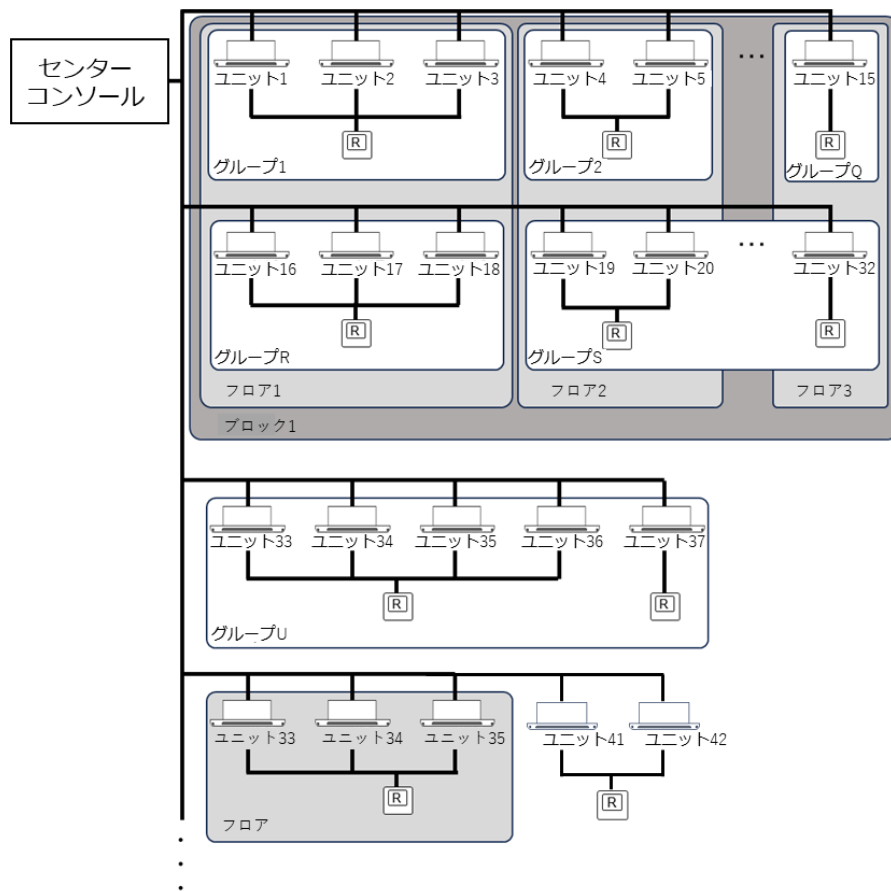 センター
コンソール
ユニット1 ユニット2 ユニット3 ユニット4 ユニット5 … ユニット15
R R R
グループ1 グループ2 グループQ
ユニット16 ユニット17 ユニット18 ユニット19 ユニット20 … ユニット32
R R R
グループR グループS
フロア1 フロア2 フロア3
ブロック1
ユニット33 ユニット34 ユニット35 ユニット36 ユニット37
R R
グループU
ユニット33 ユニット34 ユニット35 ユニット41 ユニット42
R R
フロア